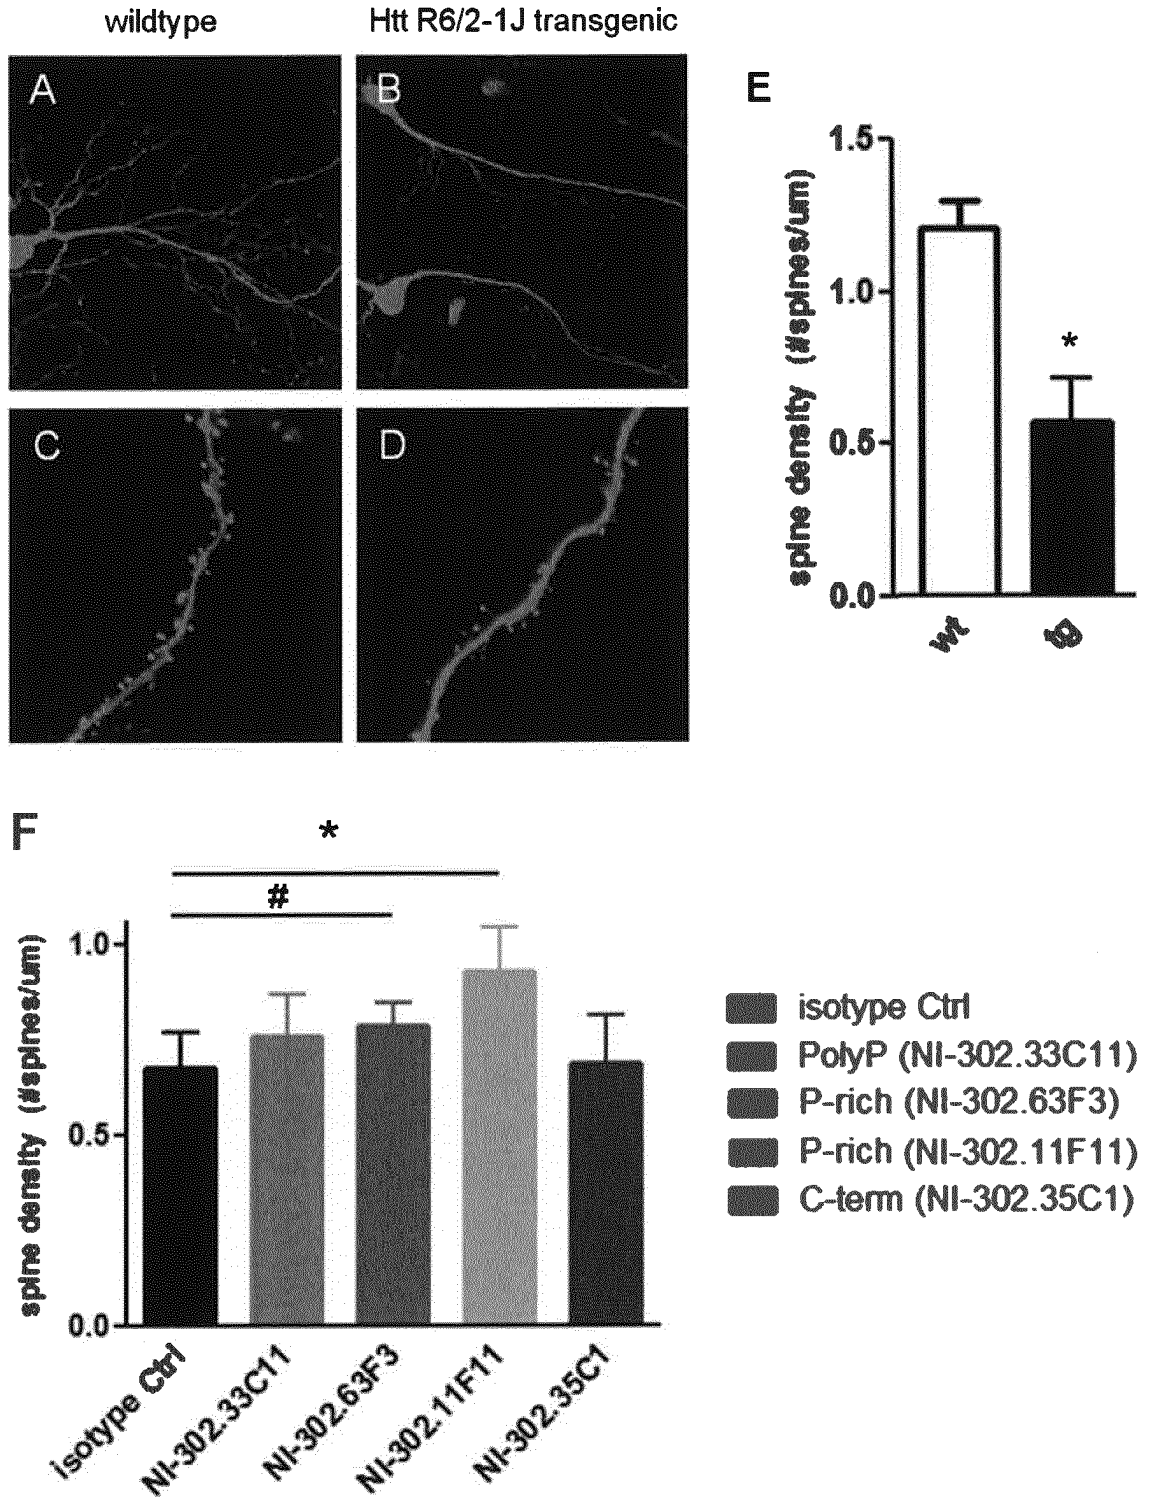 wildtype
Htt R6/2-1J transgenic
A
B
C
D
E
spine density (#spines/um)
1.5
1.0
0.5
0.0
*
wt
tg
F
*
#
spine density (#spines/um)
1.0
0.5
0.0
isotype Ctrl
NI-302.33C11
NI-302.63F3
NI-302.11F11
NI-302.35C1
isotype Ctrl
PolyP (NI-302.33C11)
P-rich (NI-302.63F3)
P-rich (NI-302.11F11)
C-term (NI-302.35C1)